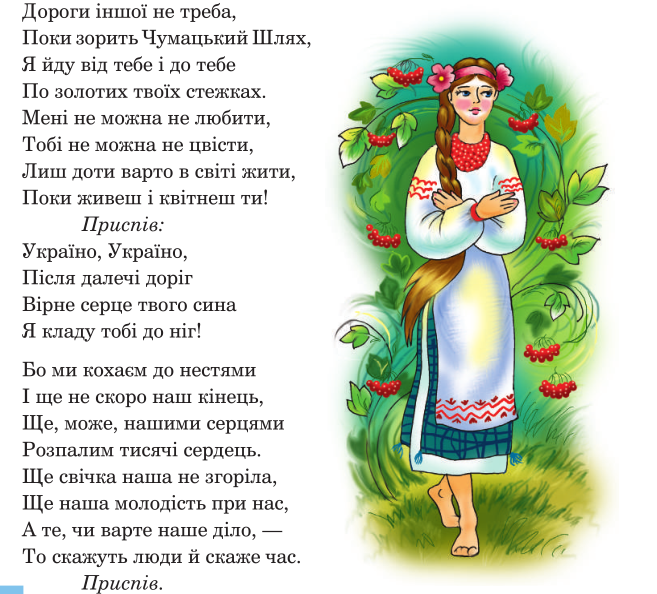 Дороги іншої не треба,
Поки зорить Чумацький Шлях,
Я йду від тебе і до тебе
По золотих твоїх стежках.
Мені не можна не любити,
Тобі не можна не цвісти,
Лиш доти варто в світі жити,
Поки живеш і квітнеш ти!
Приспів:
Україно, Україно,
Після далечі доріг
Вірне серце твого сина
Я кладу тобі до ніг!
Бо ми кохаєм до нестями
І ще не скоро наш кінець,
Ще, може, нашими серцями
Розпалим тисячі сердець.
Ще свічка наша не згоріла,
Ще наша молодість при нас,
А те, чи варте наше діло, —
То скажуть люди й скаже час.
Приспів.